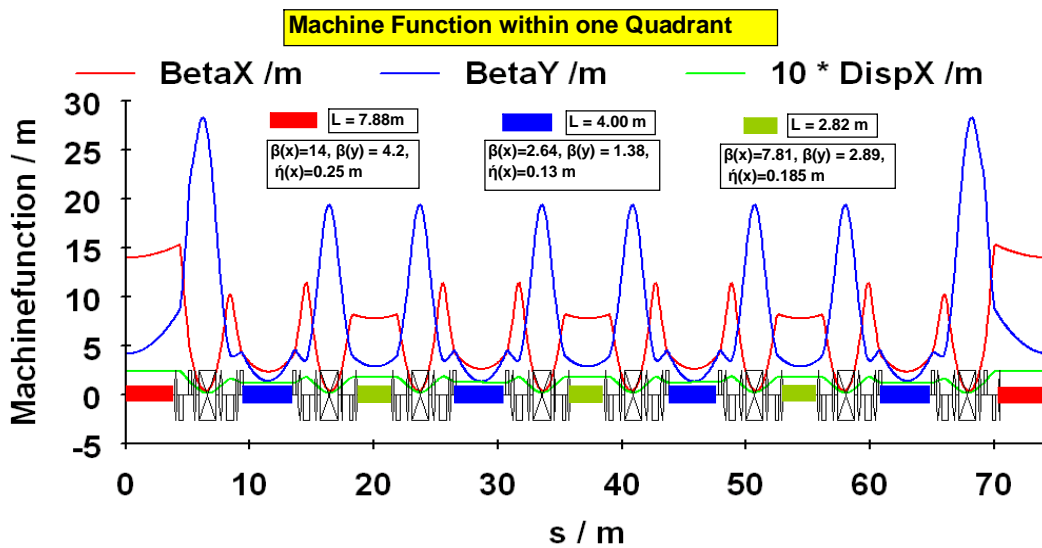 Machine Function within one Quadrant
BetaX /m
BetaY /m
10 * DispX /m
L = 7.88m
β(x)=14, β(y) = 4.2,
ή(x)=0.25 m
L = 4.00 m
β(x)=2.64, β(y) = 1.38,
ή(x)=0.13 m
L = 2.82 m
β(x)=7.81, β(y) = 2.89,
ή(x)=0.185 m
Machinefunction / m
30
25
20
15
10
5
0
-5
0 10 20 30 40 50 60 70
s / m